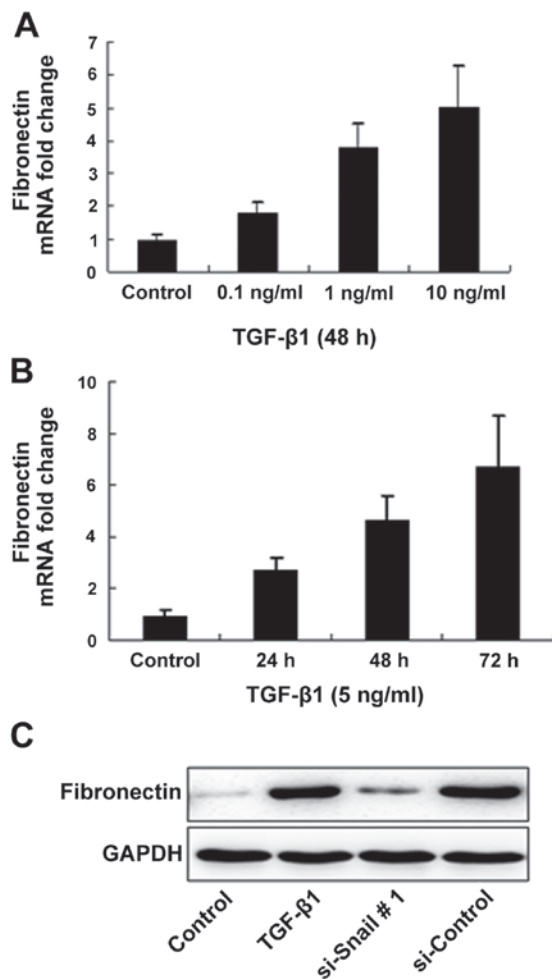 A
Fibronectin
mRNA fold change
7
6
5
4
3
2
1
0
Control 0.1 ng/ml 1 ng/ml 10 ng/ml
TGF-β1 (48 h)
B
Fibronectin
mRNA fold change
10
8
6
4
2
0
Control 24 h 48 h 72 h
TGF-β1 (5 ng/ml)
C
Fibronectin
GAPDH
Control TGF-β1 si-Snail # 1 si-Control